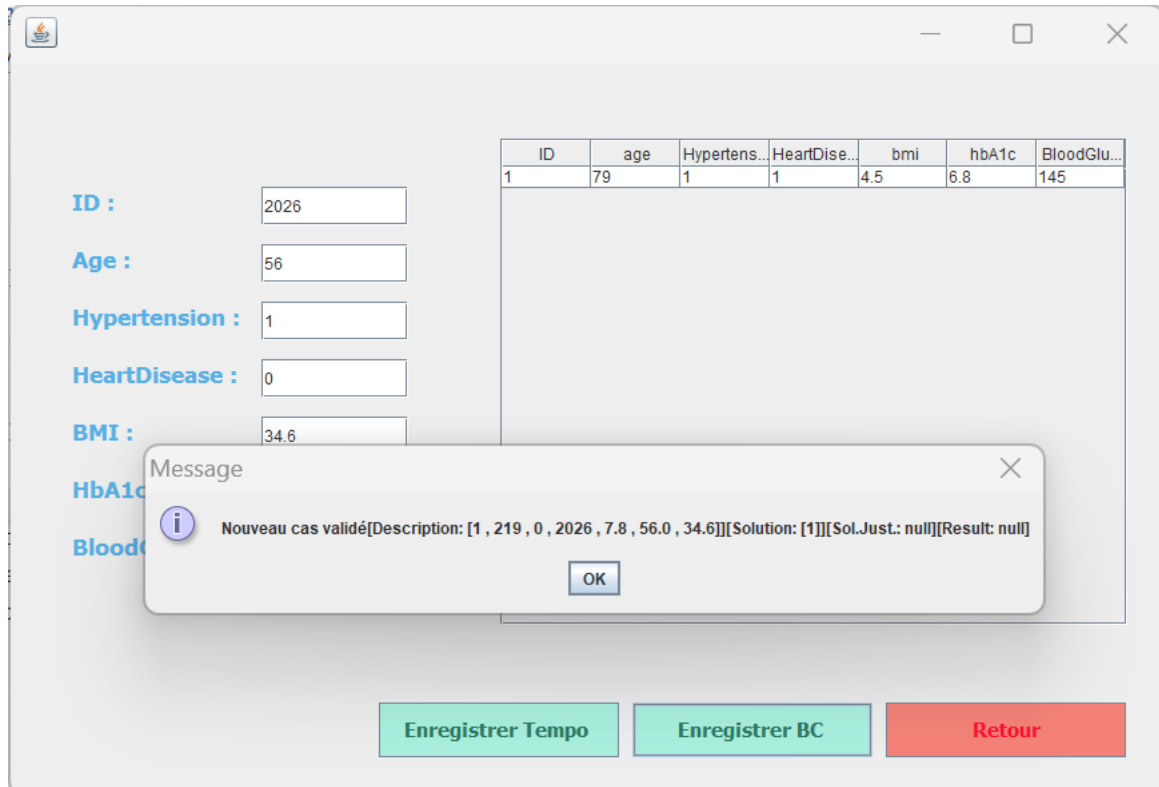 ID age Hypertens... HeartDise... bmi hbA1c BloodGlu...
1 79 1 1 4.5 6.8 145
ID : 2026
Age : 56
Hypertension : 1
HeartDisease : 0
BMI : 34.6
Message
HbA1c
Nouveau cas validé[Description: [1 , 219 , 0 , 2026 , 7.8 , 56.0 , 34.6]][Solution: [1]][Sol.Just.: null][Result: null]
OK
Enregistrer Tempo Enregistrer BC Retour